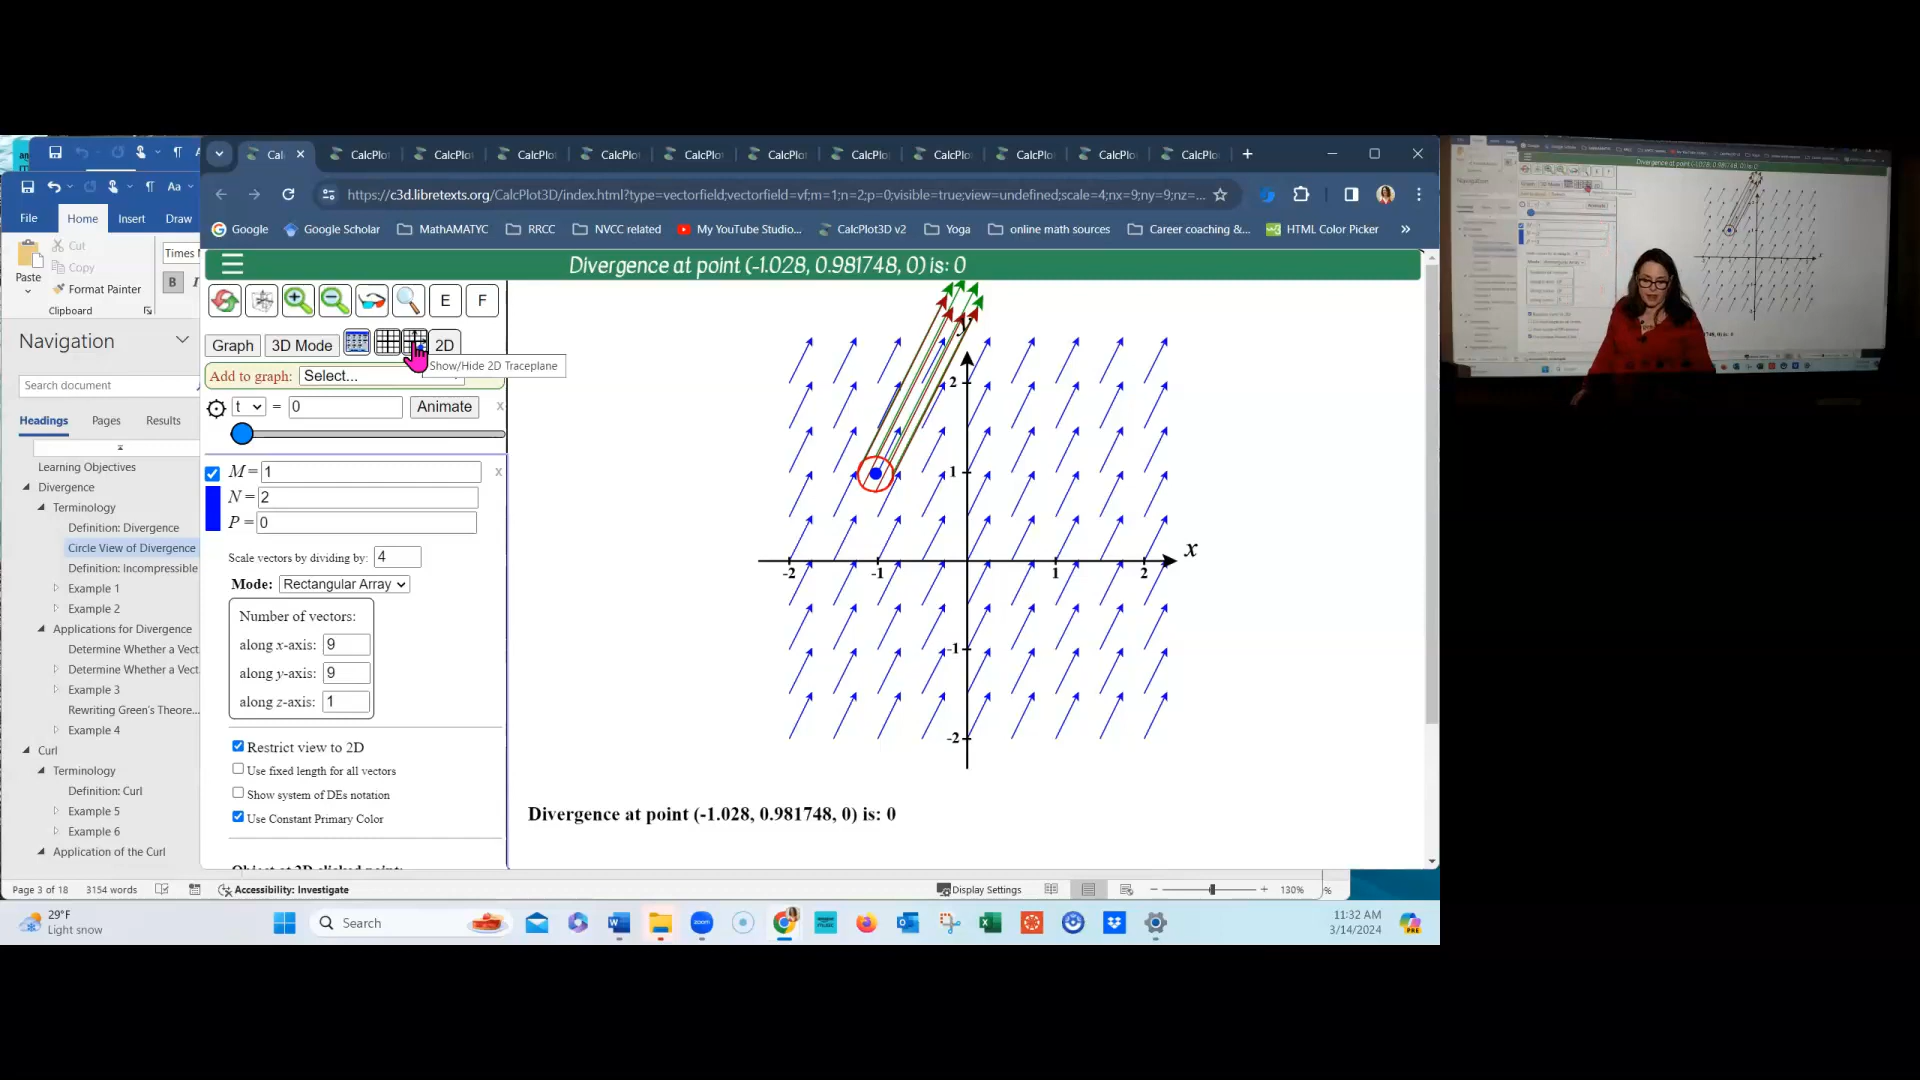 Cal
CalcPlo
CalcPlo
CalcPlo
CalcPlo
CalcPlo
CalcPlo
CalcPlo
CalcPlo
CalcPlo
CalcPlo
CalcPlo
https://c3d.libretexts.org/CalcPlot3D/index.html?type=vectorfield;vectorfield=vf;m=1;n=2;p=0;visible=true;view=undefined;scale=4;nx=9;ny=9;nz=...
Google
Google Scholar
MathAMATYC
RRCC
NVCC related
My YouTube Studio...
CalcPlot3D v2
Yoga
online math sources
Career coaching &...
HTML Color Picker
»
File
Home
Insert
Draw
Cut
Copy
Paste
Format Painter
Clipboard
Times
B
Aa
Navigation
Search document
Headings
Pages
Results
Learning Objectives
Divergence
Terminology
Definition: Divergence
Circle View of Divergence
Definition: Incompressible
Example 1
Example 2
Applications for Divergence
Determine Whether a Vect
Determine Whether a Vect
Example 3
Rewriting Green's Theore...
Example 4
Curl
Terminology
Definition: Curl
Example 5
Example 6
Application of the Curl
Divergence at point (-1.028, 0.981748, 0) is: 0
E
F
Graph
3D Mode
2D
Show/Hide 2D Traceplane
Add to graph: Select...
t = 0 Animate x
M = 1 x
N = 2
P = 0
Scale vectors by dividing by: 4
Mode: Rectangular Array
Number of vectors:
along x-axis: 9
along y-axis: 9
along z-axis: 1
Restrict view to 2D
Use fixed length for all vectors
Show system of DEs notation
Use Constant Primary Color
Object at 2D clicked point:
y
2
1
-2 -1 1 2
x
-1
-2
Divergence at point (-1.028, 0.981748, 0) is: 0
Page 3 of 18 3154 words Accessibility: Investigate Display Settings 130% %
29°F
Light snow
Search
11:32 AM
3/14/2024
PRE